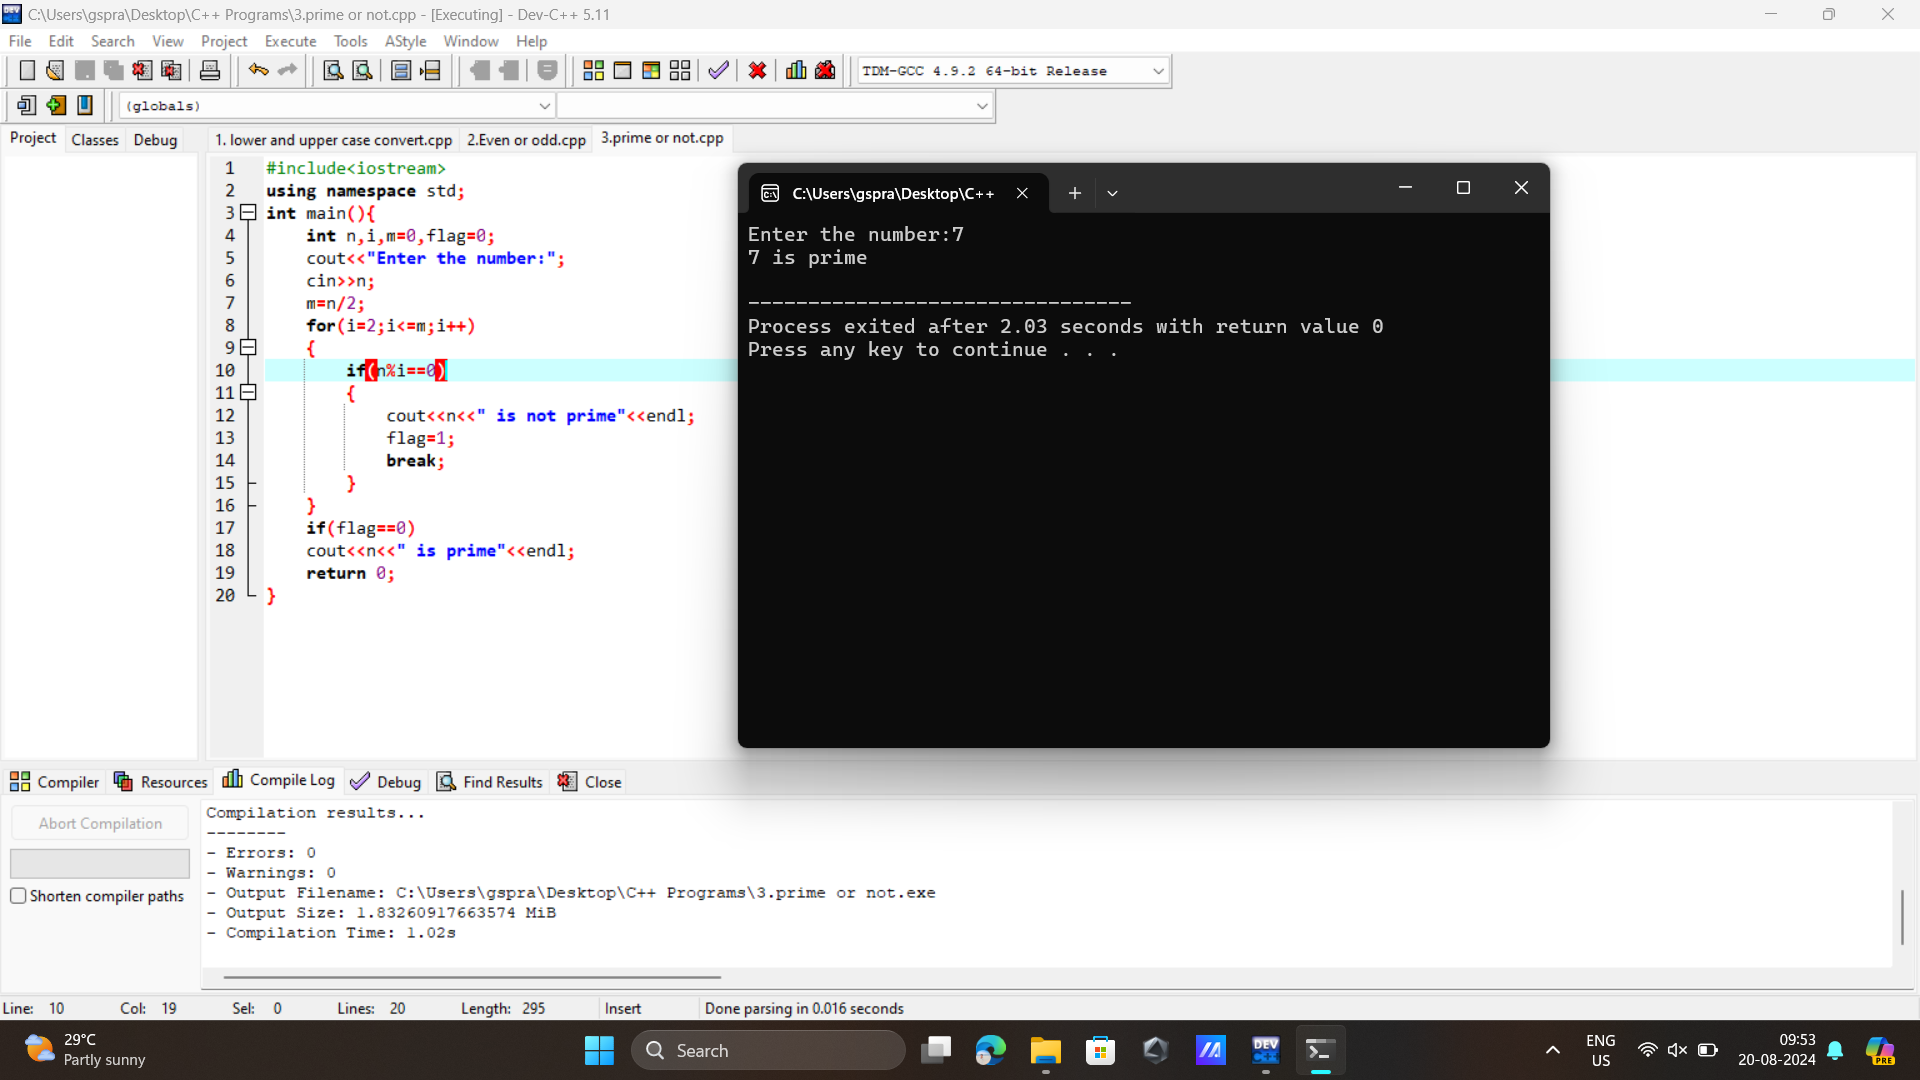 C:\Users\gspra\Desktop\C++ Programs\3.prime or not.cpp - [Executing] - Dev-C++ 5.11
File Edit Search View Project Execute Tools AStyle Window Help
TDM-GCC 4.9.2 64-bit Release
(globals)
Project Classes Debug
1. lower and upper case convert.cpp 2.Even or odd.cpp 3.prime or not.cpp
1 #include<iostream>
2 using namespace std;
3 int main(){
4 int n,i,m=0,flag=0;
5 cout<<"Enter the number:";
6 cin>>n;
7 m=n/2;
8 for(i=2;i<=m;i++)
9 {
10 if(n%i==0)
11 {
12 cout<<n<<" is not prime"<<endl;
13 flag=1;
14 break;
15 }
16 }
17 if(flag==0)
18 cout<<n<<" is prime"<<endl;
19 return 0;
20 }
C:\Users\gspra\Desktop\C++
Enter the number:7
7 is prime
--------------------------------
Process exited after 2.03 seconds with return value 0
Press any key to continue . . .
Compiler Resources Compile Log Debug Find Results Close
Abort Compilation
Shorten compiler paths
Compilation results...
--------
- Errors: 0
- Warnings: 0
- Output Filename: C:\Users\gspra\Desktop\C++ Programs\3.prime or not.exe
- Output Size: 1.83260917663574 MiB
- Compilation Time: 1.02s
Line: 10 Col: 19 Sel: 0 Lines: 20 Length: 295 Insert Done parsing in 0.016 seconds
29°C
Partly sunny
Search
DEV
C++
ENG
US
09:53
20-08-2024
PRE